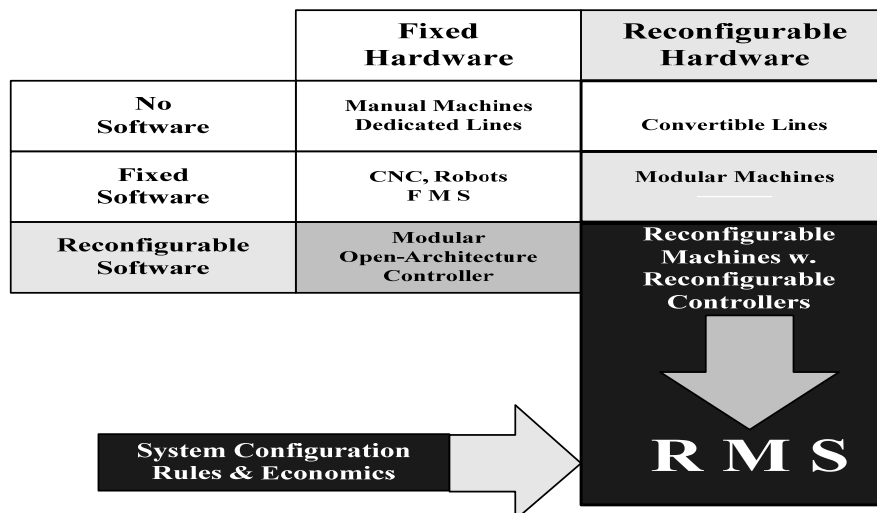 Fixed
Hardware
Reconfigurable
Hardware
No
Software
Manual Machines
Dedicated Lines
Convertible Lines
Fixed
Software
CNC, Robots
F M S
Modular Machines
Reconfigurable
Software
Modular
Open-Architecture
Controller
Reconfigurable
Machines w.
Reconfigurable
Controllers
System Configuration
Rules & Economics
R M S